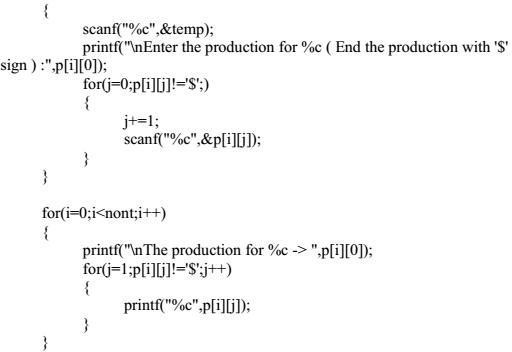 {
scanf("%c",&temp);
printf("\nEnter the production for %c ( End the production with '$'
sign ) :",p[i][0]);
for(j=0;p[i][j]!='$';)
{
j+=1;
scanf("%c",&p[i][j]);
}
}
for(i=0;i<nont;i++)
{
printf("\nThe production for %c -> ",p[i][0]);
for(j=1;p[i][j]!='$';j++)
{
printf("%c",p[i][j]);
}
}